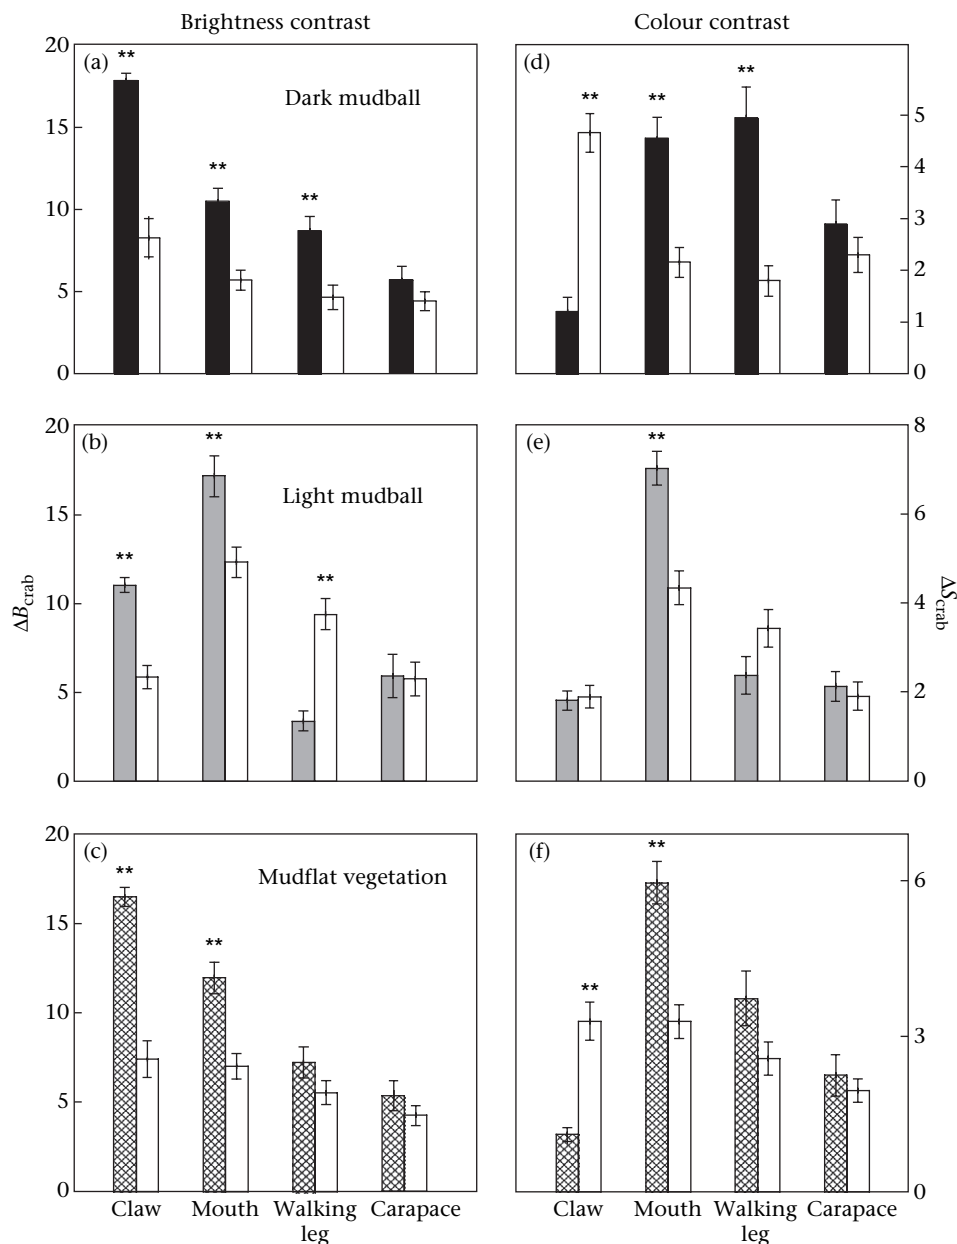 Brightness contrast
Colour contrast
20
15
10
5
0
(a)
Dark mudball
**
**
**
(d)
**
**
**
5
4
3
2
1
0
20
15
10
5
0
ΔBcrab
(b)
Light mudball
**
**
**
(e)
**
8
6
4
2
0
ΔScrab
20
15
10
5
0
(c)
Mudflat vegetation
**
**
Claw Mouth Walking Carapace
leg
(f)
**
**
6
3
0
Claw Mouth Walking Carapace
leg